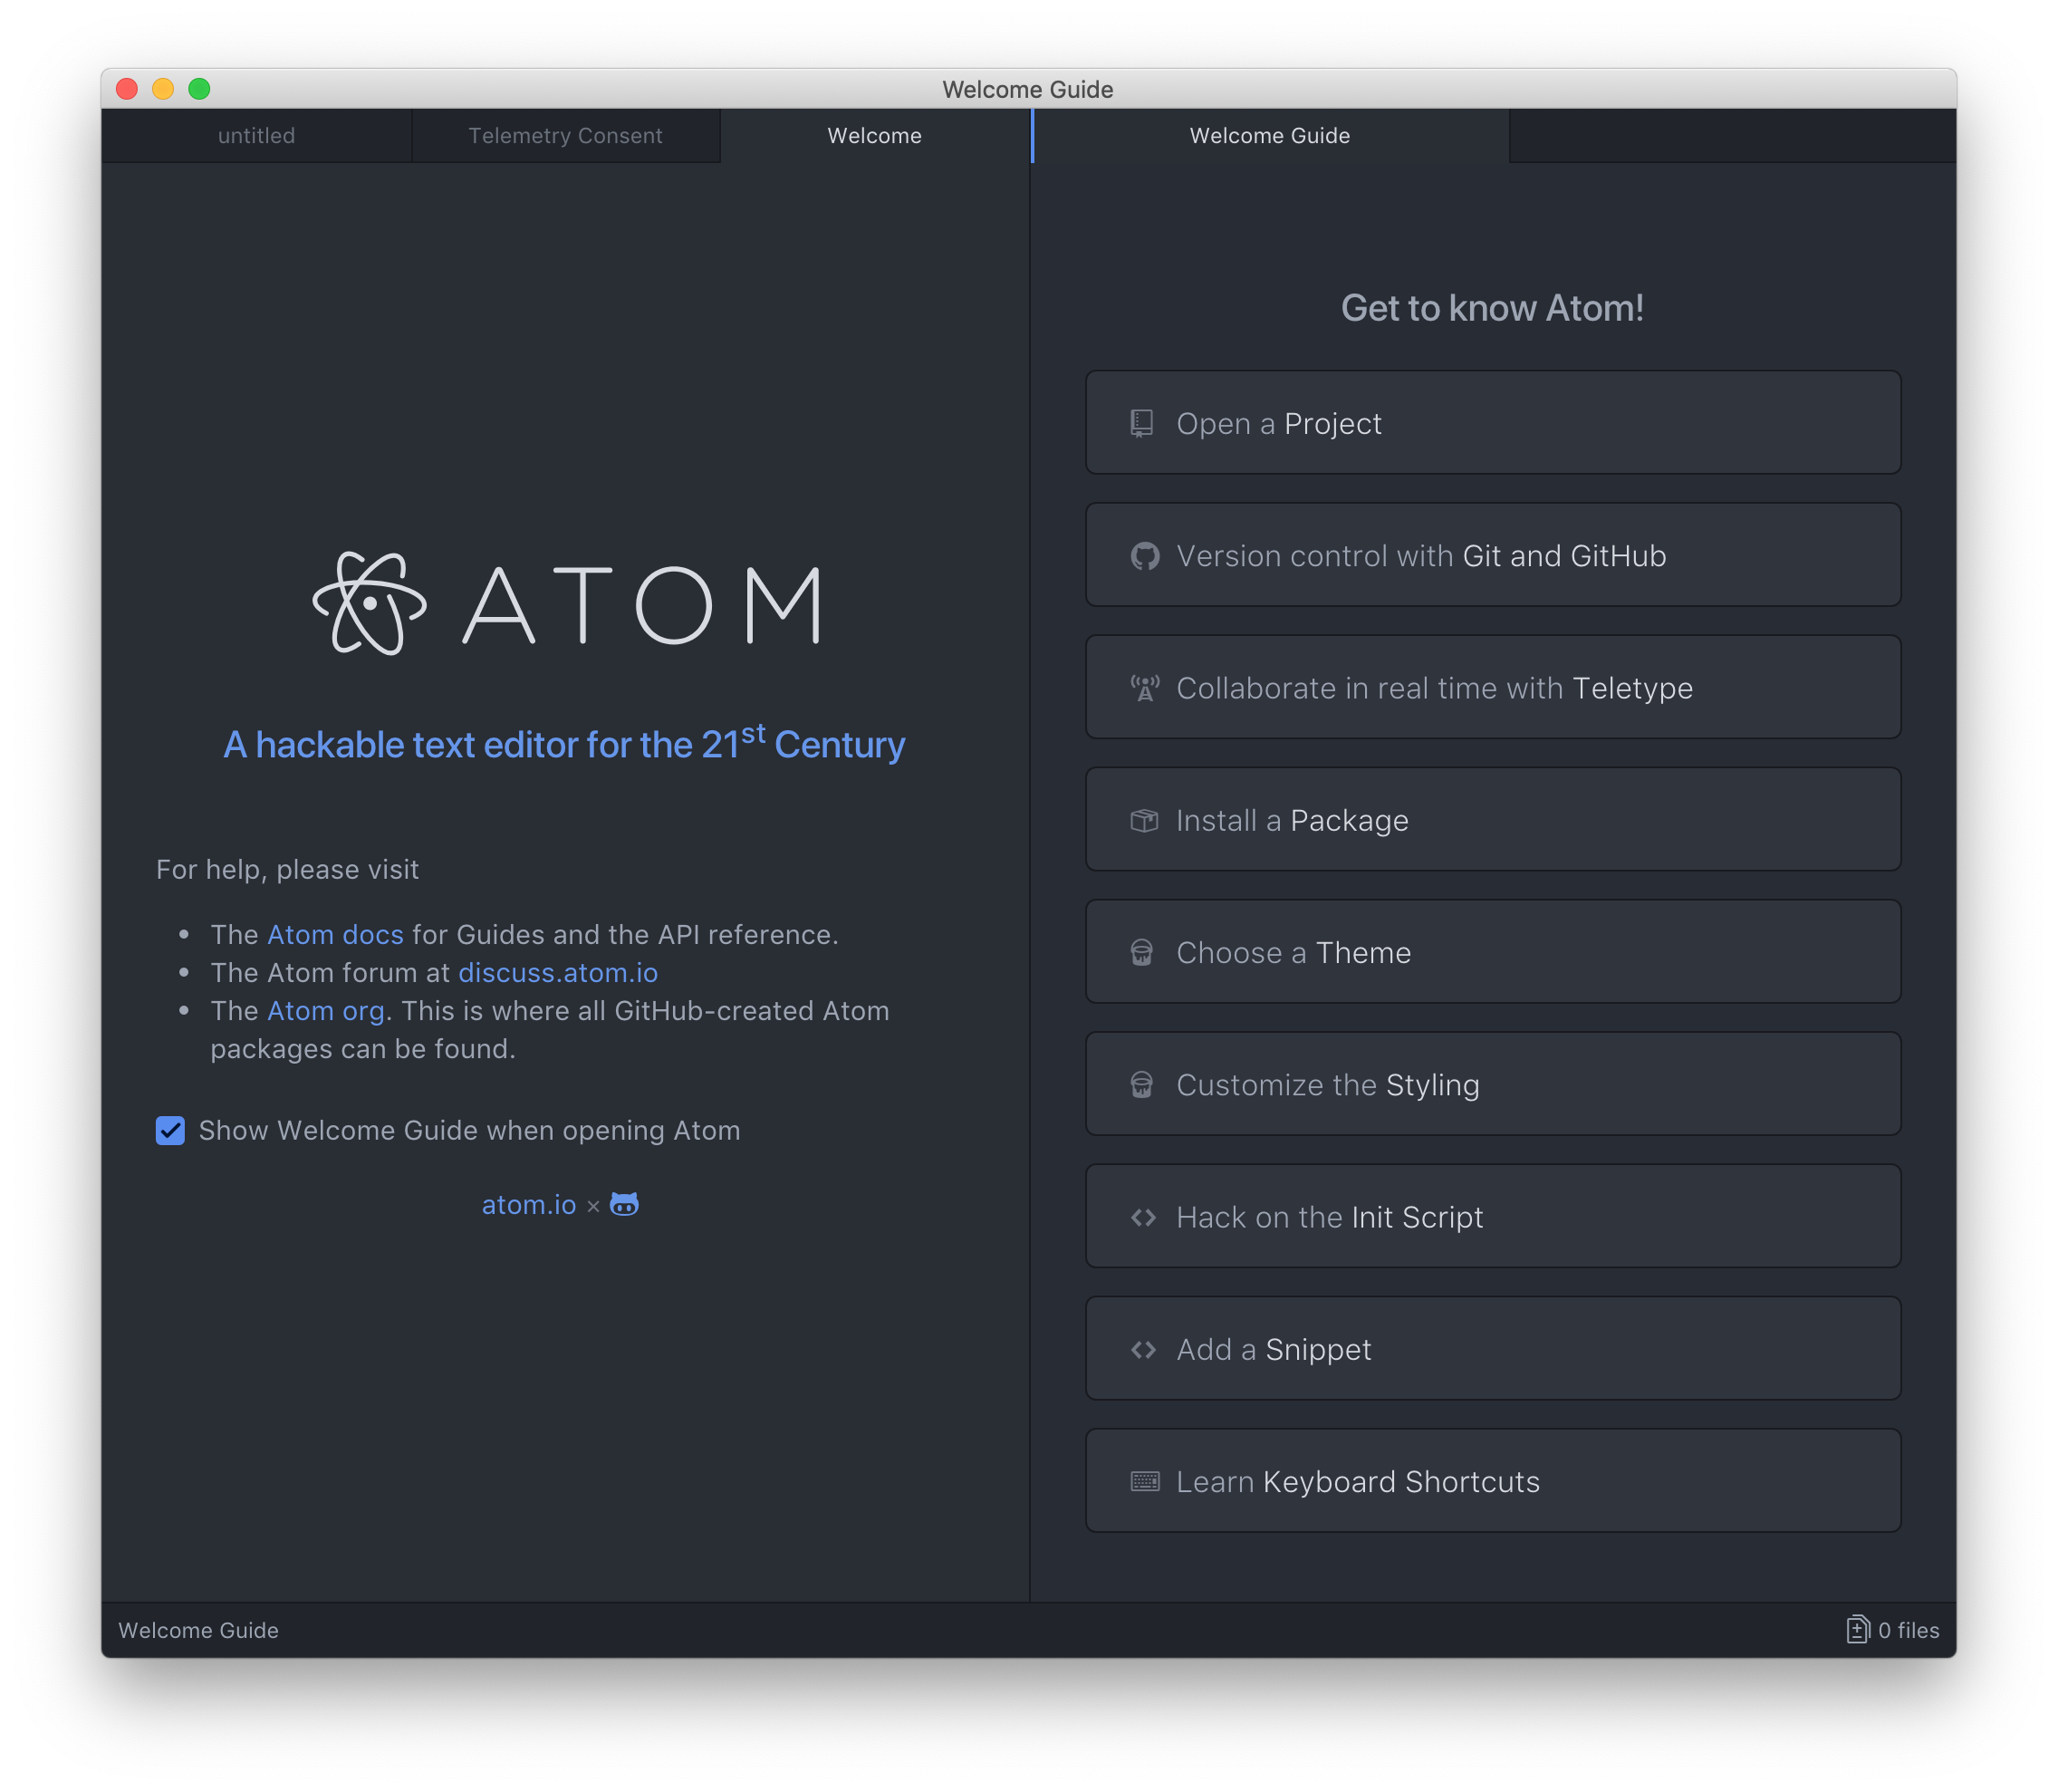 Welcome Guide
untitled
Telemetry Consent
Welcome
Welcome Guide
ATOM
A hackable text editor for the 21st Century
For help, please visit
• The Atom docs for Guides and the API reference.
• The Atom forum at discuss.atom.io
• The Atom org. This is where all GitHub-created Atom
packages can be found.
Show Welcome Guide when opening Atom
atom.io ×
Get to know Atom!
Open a Project
Version control with Git and GitHub
Collaborate in real time with Teletype
Install a Package
Choose a Theme
Customize the Styling
Hack on the Init Script
Add a Snippet
Learn Keyboard Shortcuts
Welcome Guide
0 files